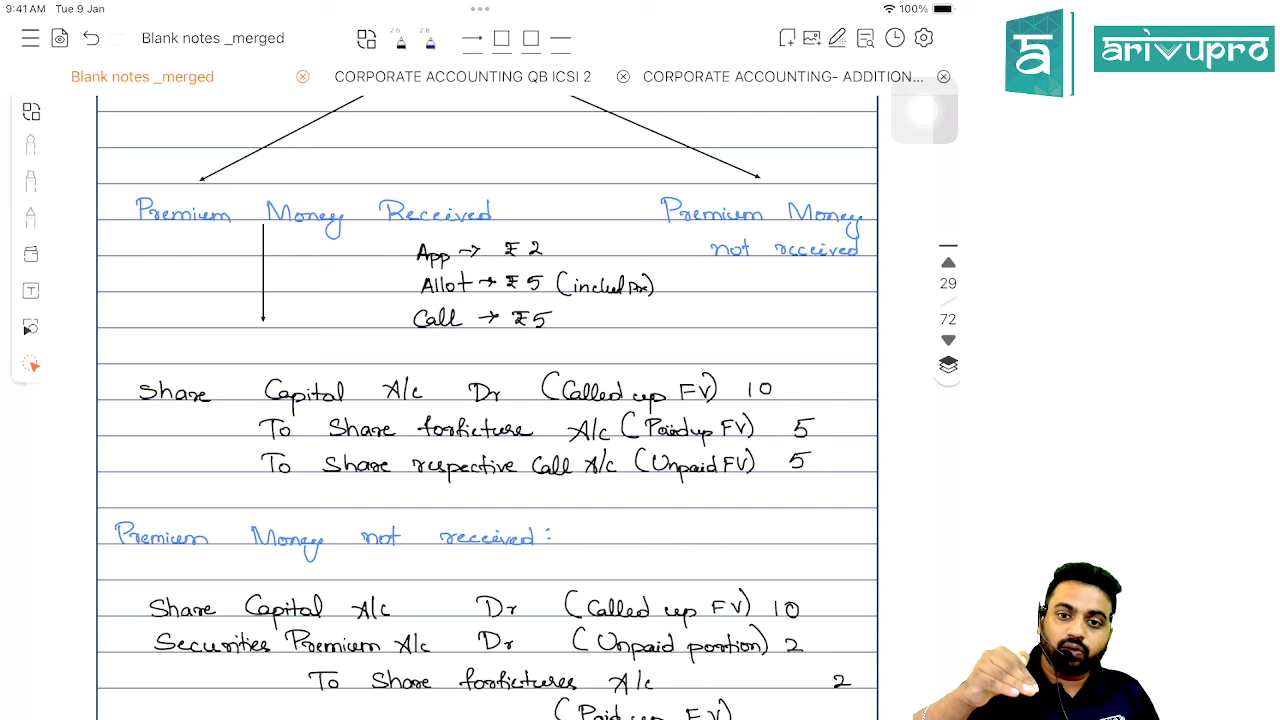 9:41 AM Tue 9 Jan
100%
Blank notes _merged
Blank notes _merged
CORPORATE ACCOUNTING QB ICSI 2
CORPORATE ACCOUNTING- ADDITION...
arivupro
Premium Money Received
Premium Money
not received
App → ₹ 2
Allot → ₹ 5 (includ Pr)
Call → ₹5
29
72
Share Capital A/c Dr (Called up FV) 10
To Share forficture A/c (Paidup FV) 5
To Share respective Call A/c (Unpaid FV) 5
Premium Money not received :
Share Capital A/c Dr (Called up FV) 10
Securities Premium A/c Dr (Unpaid portion) 2
To Share forfictures A/c 2
(Paid up FV)